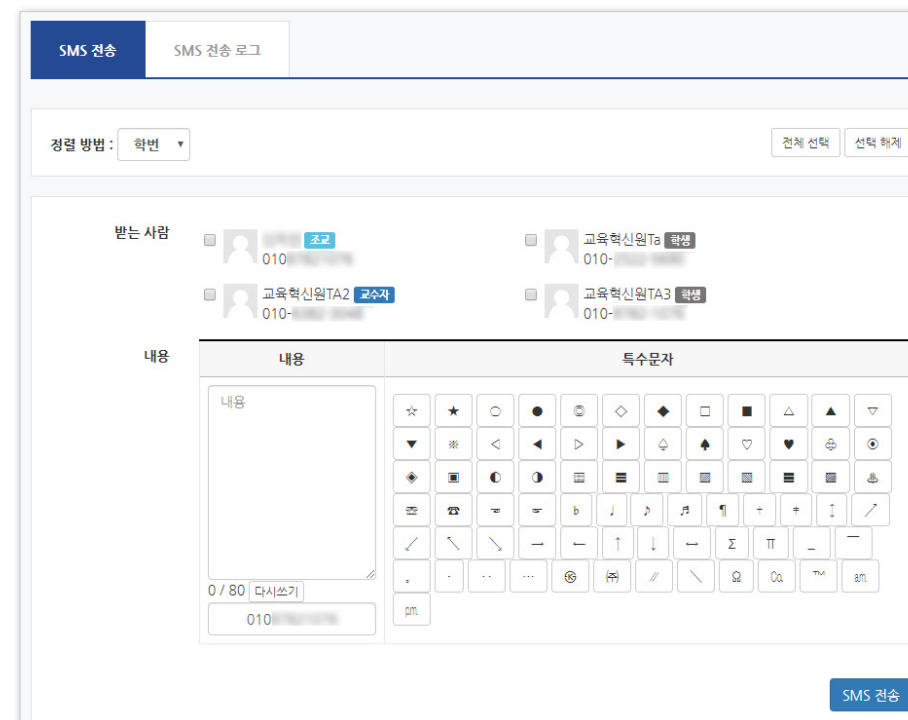 SMS 전송 SMS 전송 로그
정렬 방법 : 학번 ▼ 전체 선택 선택 해제
받는 사람
조교
010
교육혁신원Ta 학생
010-
교육혁신원TA2 교수자
010-
교육혁신원TA3 학생
010-
내용
내용 특수문자
내용
☆ ★ ○ ● ◎ ◇ ◆ □ ■ △ ▲ ▽
▼ ※ ◁ ◀ ▷ ▶ ♤ ♠ ♡ ♥ ♧ ⊙
◈ ▣ ◐ ◑ ▤ ▥ ▨ ▧ ▦ ▩ ♨
☏ ☎ ☜ ☞ ♭ ♩ ♪ ♬ ¶ † ‡ ↕ ↗
↙ ↖ ↘ → ← ↑ ↓ ↔ Σ Π _ ￣
。 · ‥ … ㉿ ㈜ ∥ ＼ Ω ㏇ ™ ㏂
㏘
0 / 80 다시쓰기
010
SMS 전송